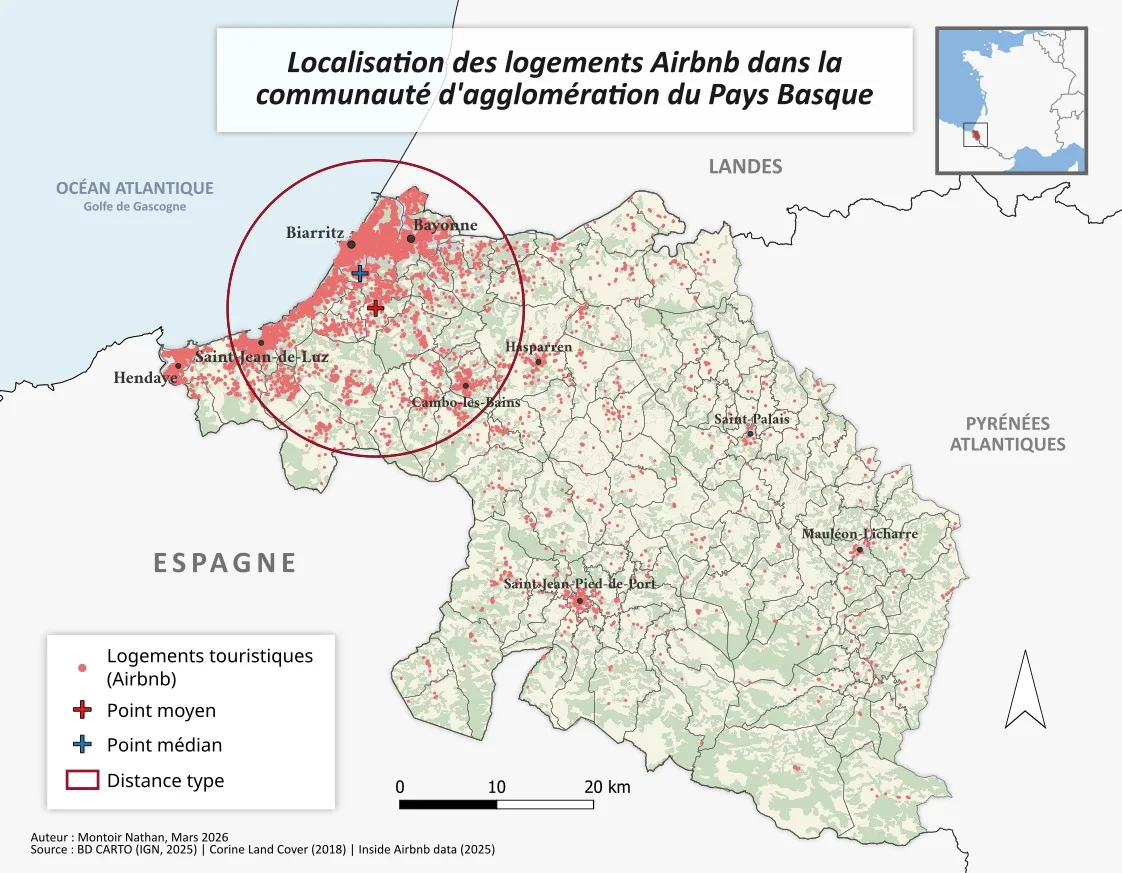 Localisation des logements Airbnb dans la
communauté d'agglomération du Pays Basque
LANDES
OCÉAN ATLANTIQUE
Golfe de Gascogne
Bayonne
Biarritz
Hasparren
Saint-Jean-de-Luz
Hendaye
Cambo-les-Bains
Saint-Palais
PYRÉNÉES
ATLANTIQUES
Mauléon-Licharre
ESPAGNE
Saint-Jean-Pied-de-Port
Logements touristiques
(Airbnb)
Point moyen
Point médian
Distance type
0 10 20 km
Auteur : Montoir Nathan, Mars 2026
Source : BD CARTO (IGN, 2025) | Corine Land Cover (2018) | Inside Airbnb data (2025)